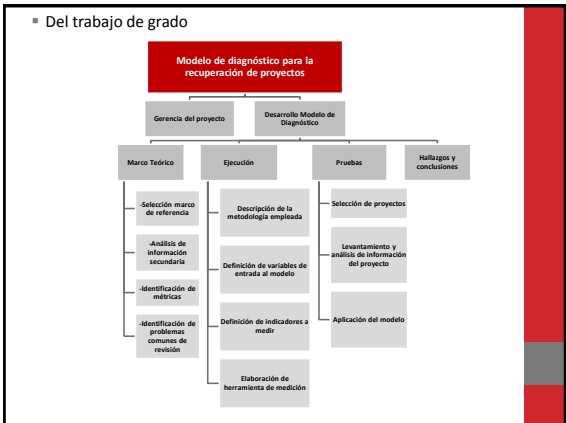 Del trabajo de grado
Modelo de diagnóstico para la
recuperación de proyectos
Gerencia del proyecto
Desarrollo Modelo de
Diagnóstico
Marco Teórico
-Selección marco
de referencia
-Análisis de
información
secundaria
-Identificación de
métricas
-Identificación de
problemas
comunes de
revisión
Ejecución
Descripción de la
metodología empleada
Definición de variables de
entrada al modelo
Definición de indicadores a
medir
Elaboración de
herramienta de medición
Pruebas
Selección de proyectos
Levantamiento y
análisis de información
del proyecto
Aplicación del modelo
Hallazgos y
conclusiones